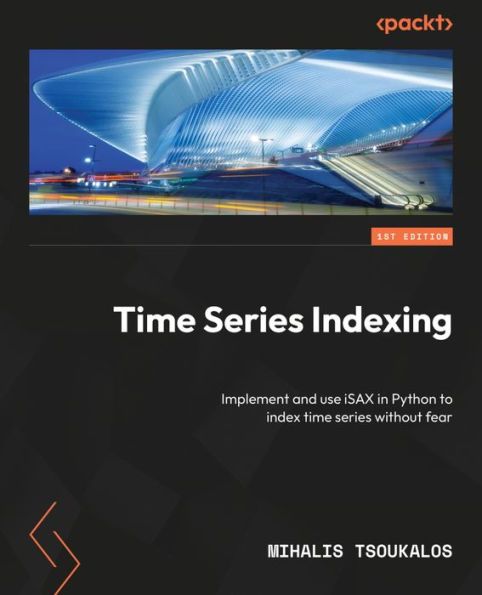 <packt>
1ST EDITION
Time Series Indexing
Implement and use iSAX in Python to
index time series without fear
MIHALIS TSOUKALOS